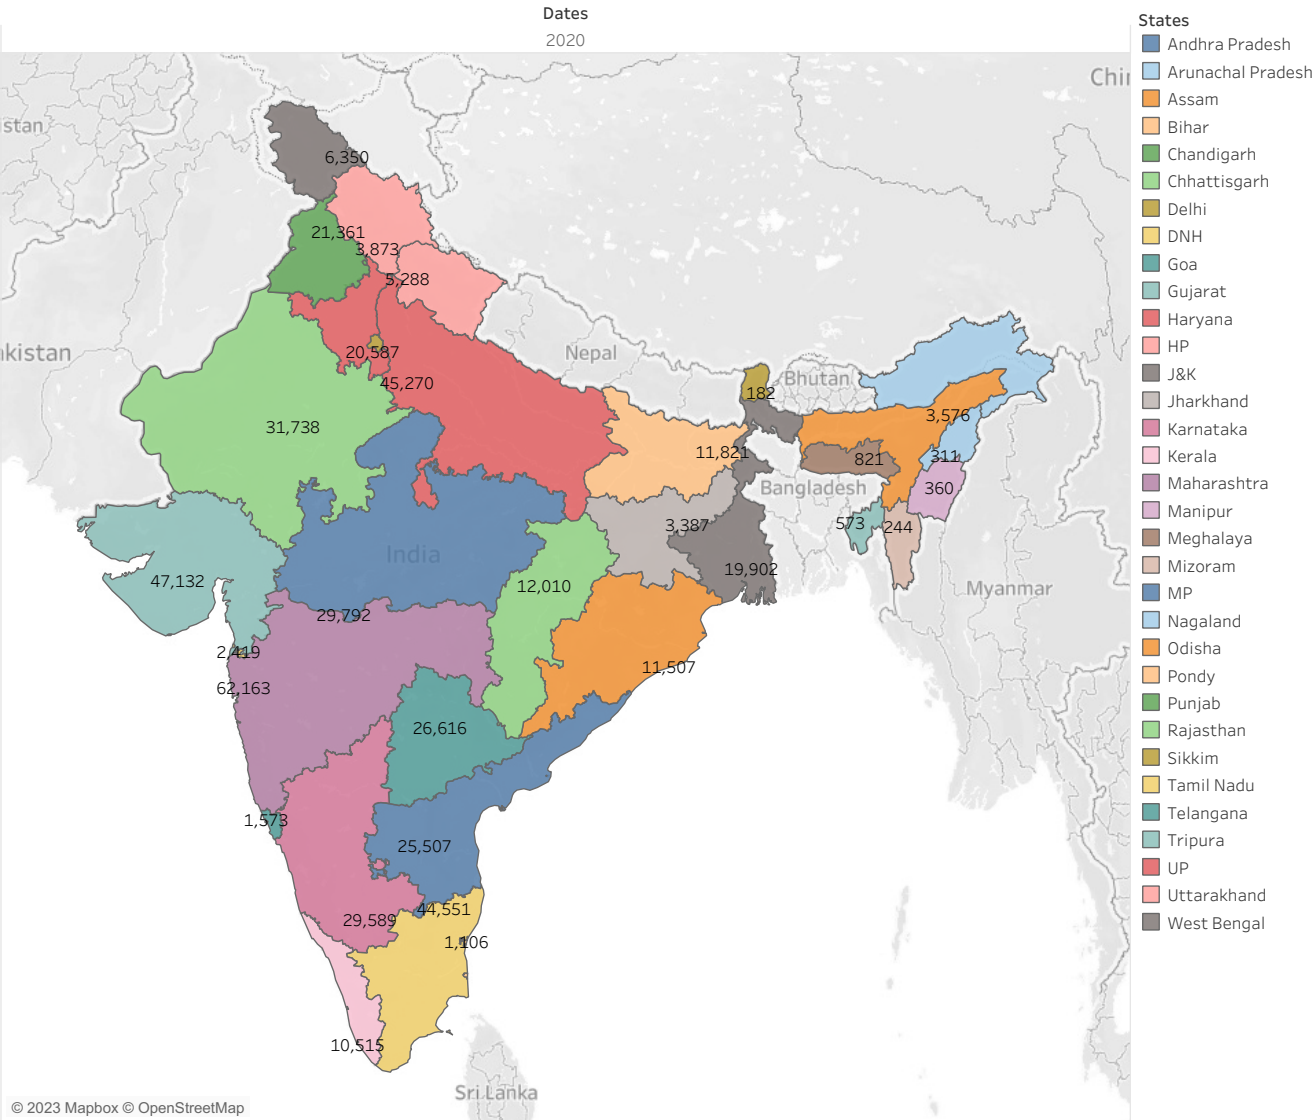 Dates
2020
States
Andhra Pradesh
Arunachal Pradesh
Assam
Bihar
Chandigarh
Chhattisgarh
Delhi
DNH
Goa
Gujarat
Haryana
HP
J&K
Jharkhand
Karnataka
Kerala
Maharashtra
Manipur
Meghalaya
Mizoram
MP
Nagaland
Odisha
Pondy
Punjab
Rajasthan
Sikkim
Tamil Nadu
Telangana
Tripura
UP
Uttarakhand
West Bengal
Chi
stan
6,350
21,361
3,873
5,288
kistan
20,587
Nepal
45,270
Bhutan
182
31,738
3,576
11,821
821
311
Bangladesh
360
3,387
573
244
India
47,132
12,010
19,902
Myanmar
29,792
2,419
11,507
62,163
26,616
1,573
25,507
44,551
29,589
1,106
10,515
Sri Lanka
© 2023 Mapbox © OpenStreetMap